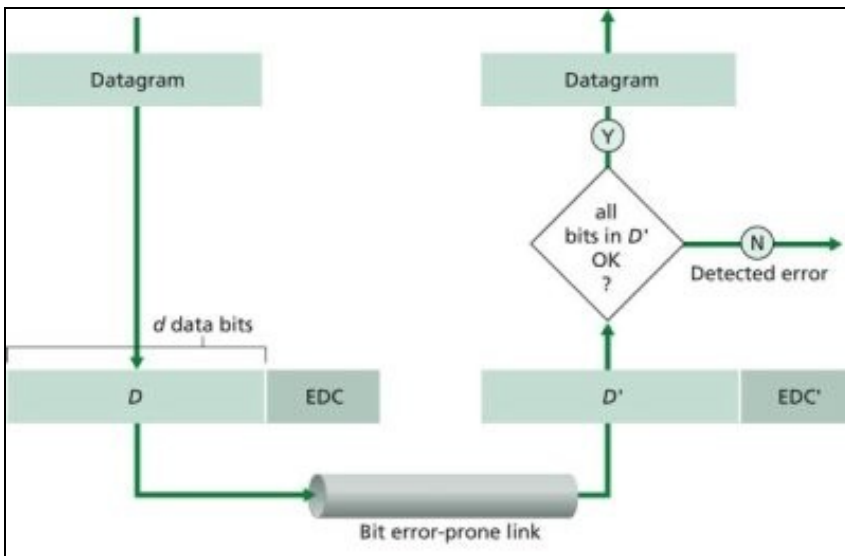 Datagram
Datagram
Y
all
bits in D'
OK
?
N
Detected error
d data bits
D
EDC
D'
EDC'
Bit error-prone link